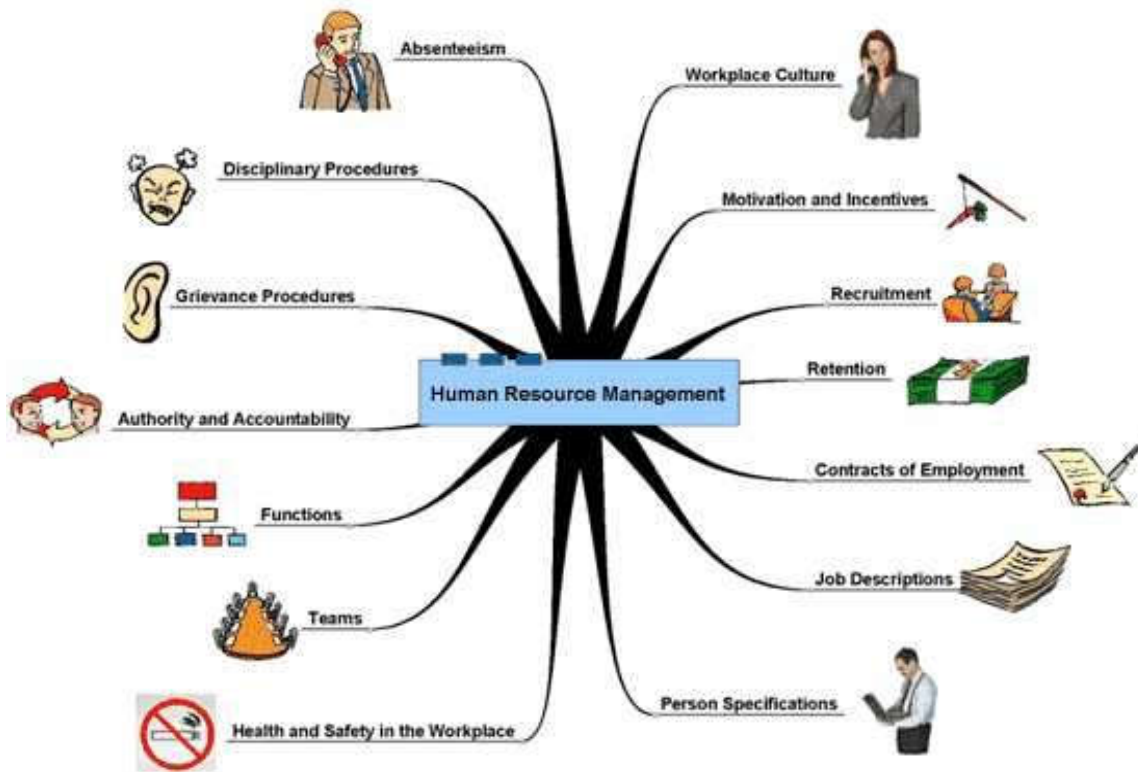 Absenteeism
Workplace Culture
Disciplinary Procedures
Motivation and Incentives
Grievance Procedures
Recruitment
Human Resource Management
Retention
Authority and Accountability
Contracts of Employment
Functions
Job Descriptions
Teams
Person Specifications
Health and Safety in the Workplace